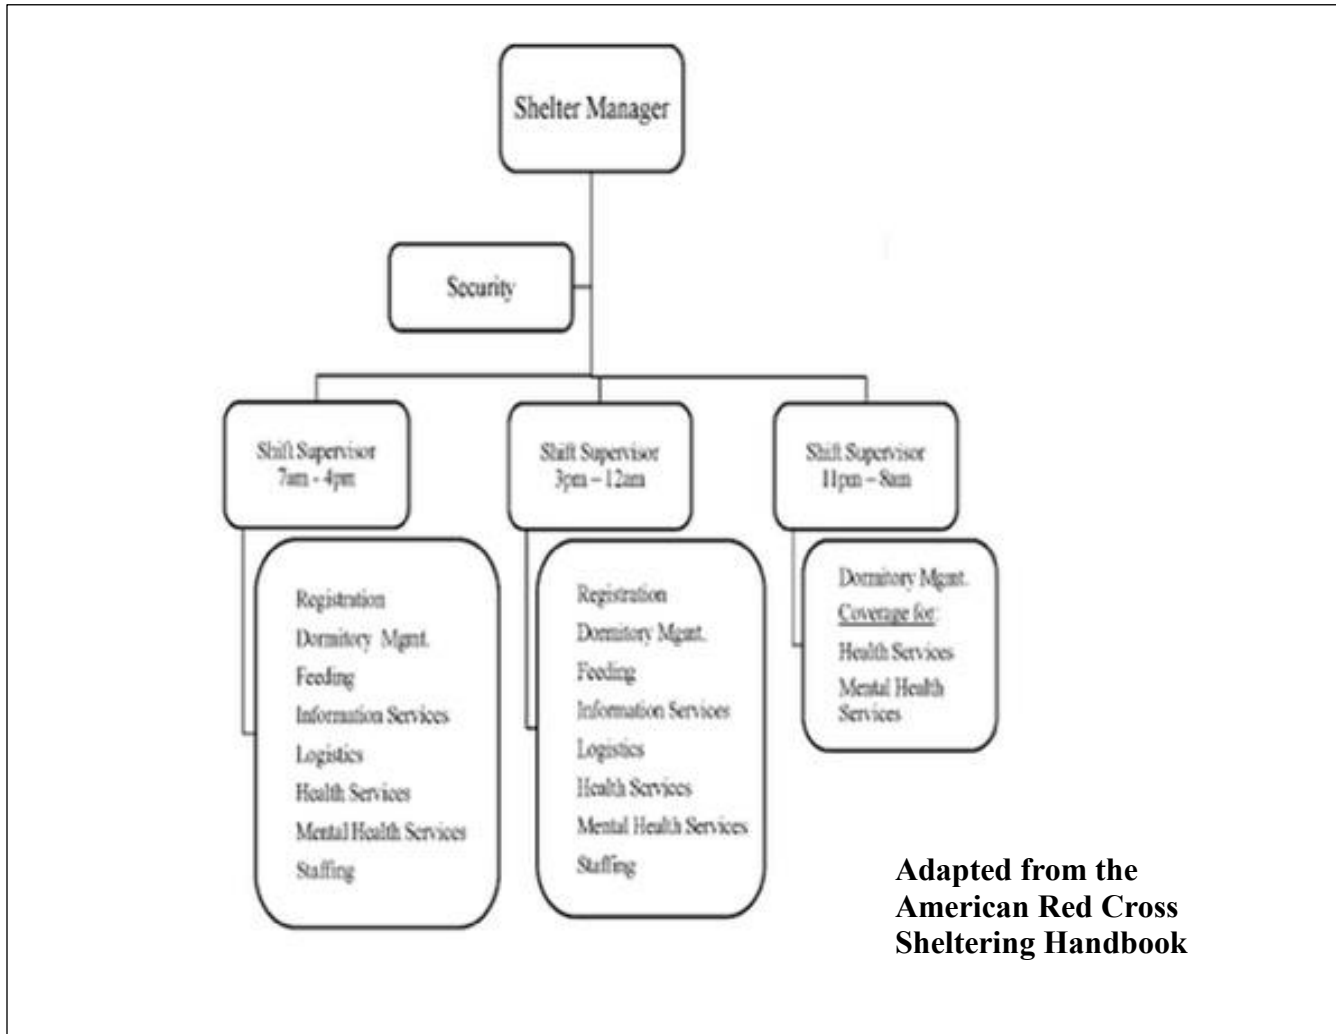 Shelter Manager
Security
Shift Supervisor
7am - 4pm
Shift Supervisor
3pm – 12am
Shift Supervisor
11pm – 8am
Registration
Dormitory Mgmt.
Feeding
Information Services
Logistics
Health Services
Mental Health Services
Staffing
Registration
Dormitory Mgmt.
Feeding
Information Services
Logistics
Health Services
Mental Health Services
Staffing
Dormitory Mgmt.
Coverage for:
Health Services
Mental Health
Services
Adapted from the
American Red Cross
Sheltering Handbook